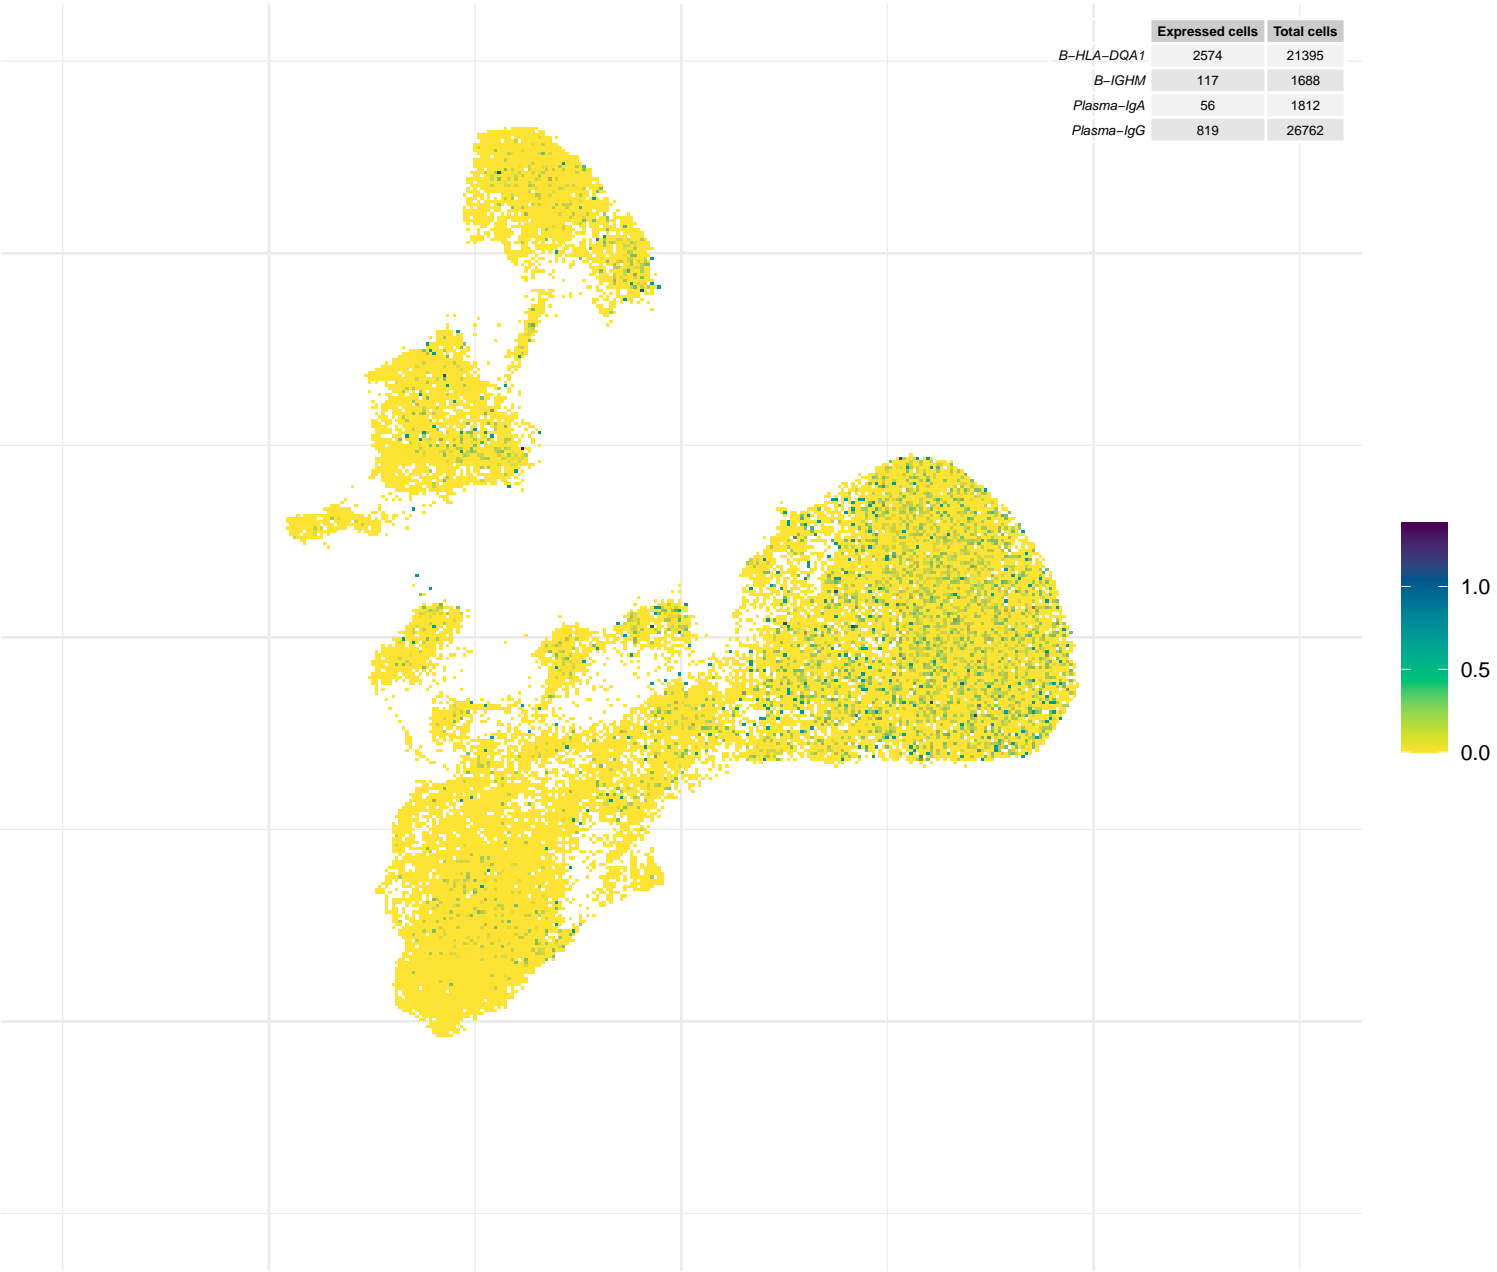 Expressed cells Total cells
B−HLA−DQA1 2574 21395
B−IGHM 117 1688
Plasma−IgA 56 1812
Plasma−IgG 819 26762
1.0
0.5
0.0